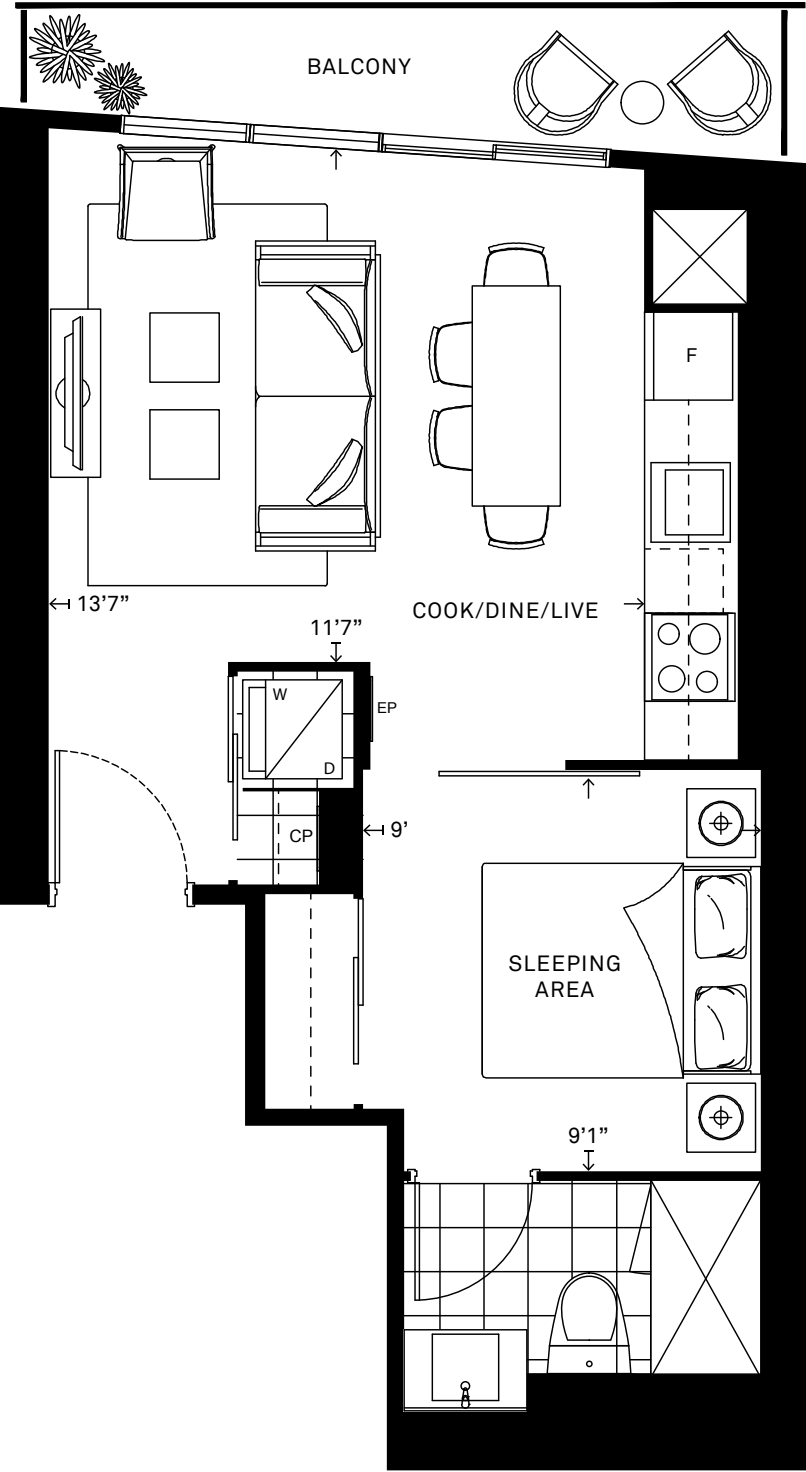 BALCONY
F
13'7”
COOK/DINE/LIVE
11'7”
W
EP
D
CP
9'
SLEEPING
AREA
9'1”